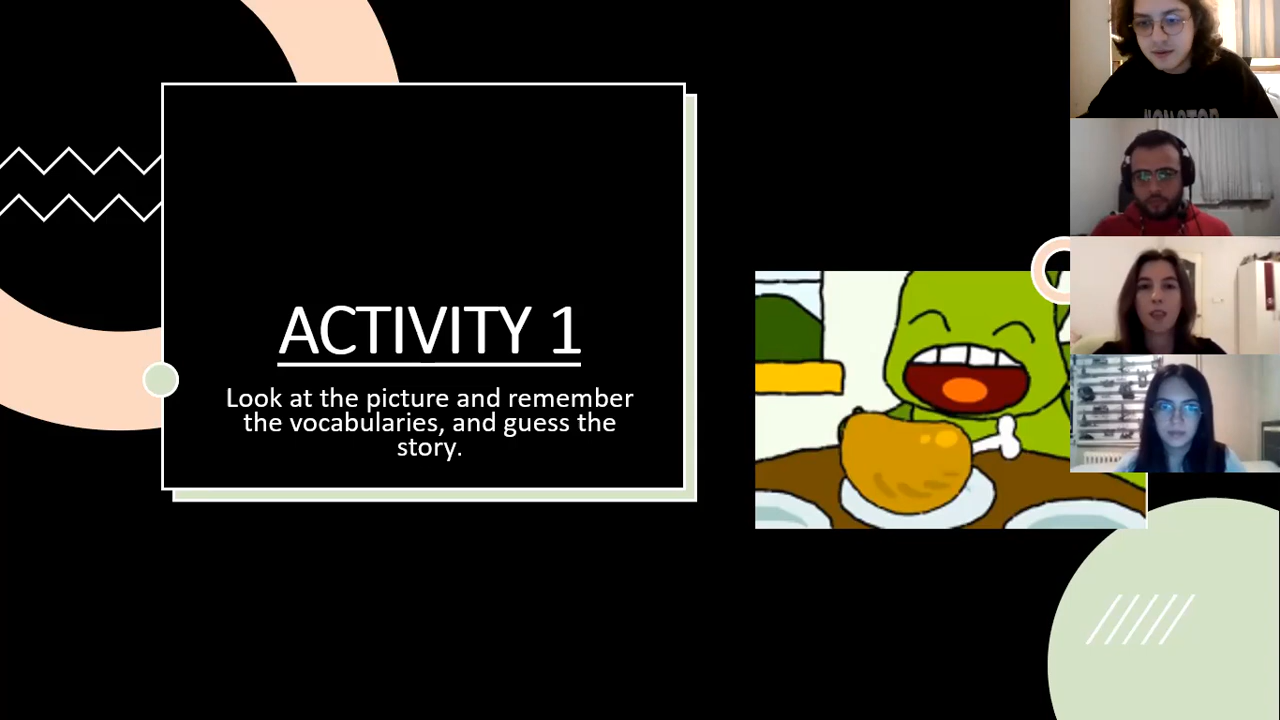 ACTIVITY 1
Look at the picture and remember
the vocabularies, and guess the
story.